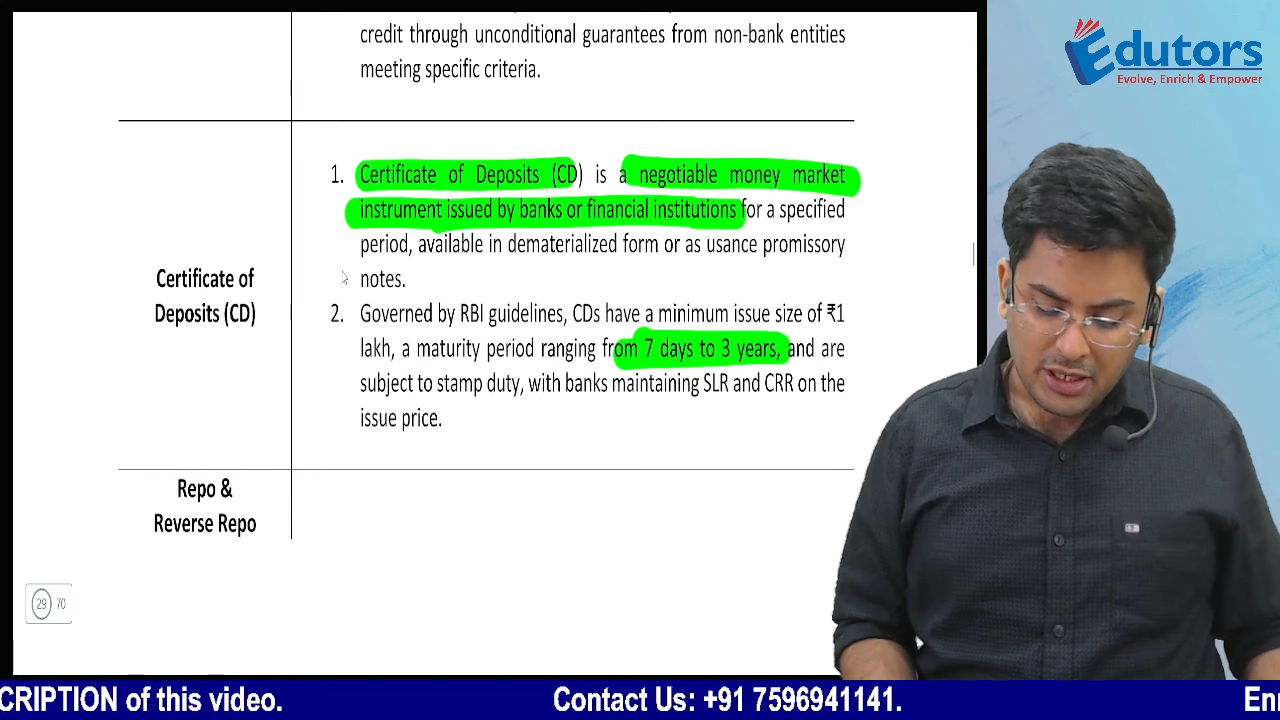 credit through unconditional guarantees from non-bank entities
meeting specific criteria.
Certificate of
Deposits (CD)
1. Certificate of Deposits (CD) is a negotiable money market
instrument issued by banks or financial institutions for a specified
period, available in dematerialized form or as usance promissory
notes.
2. Governed by RBI guidelines, CDs have a minimum issue size of ₹1
lakh, a maturity period ranging from 7 days to 3 years, and are
subject to stamp duty, with banks maintaining SLR and CRR on the
issue price.
Repo &
Reverse Repo
29 70
Edutors
Evolve, Enrich & Empower
CRIPTION of this video. Contact Us: +91 7596941141. Enr